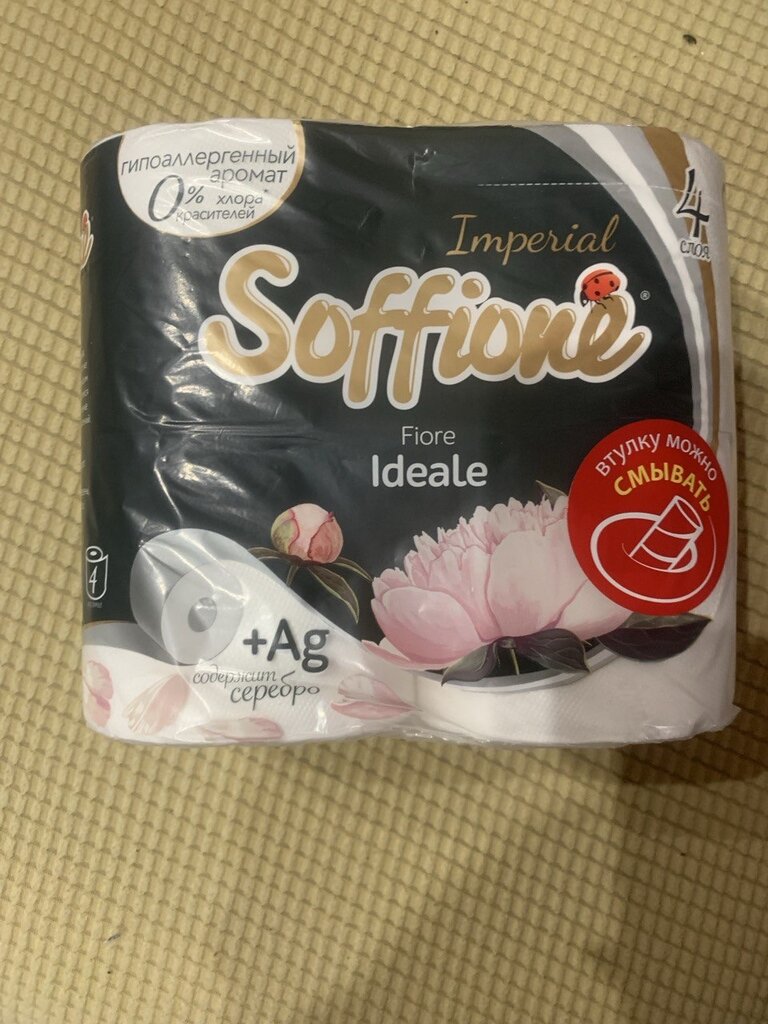 гипоаллергенный
аромат
0% хлора*
красителей
4
слоя
Imperial
Soffione®
Fiore
Ideale
втулку можно
СМЫВАТЬ
+Ag
содержит
серебро
4